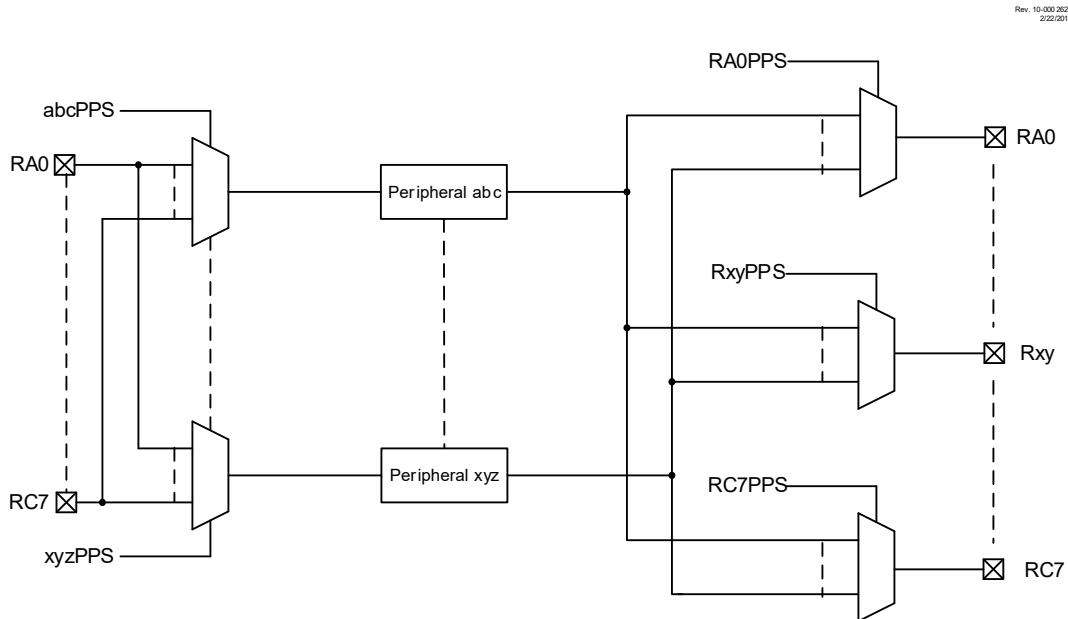 Rev. 10-000 262
2/22/201
RA0PPS
abcPPS
RA0
RA0
Peripheral abc
RxyPPS
Rxy
Peripheral xyz
RC7PPS
RC7
xyzPPS
RC7